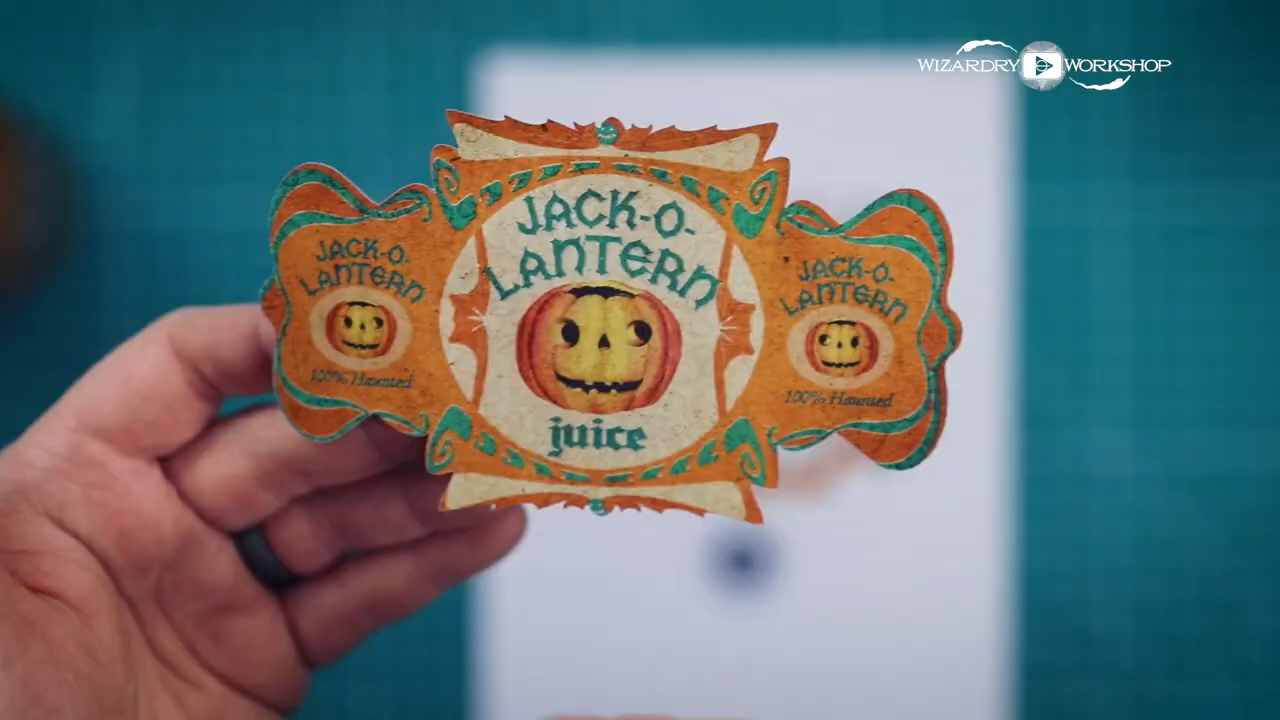 WIZARDRY WORKSHOP
JACK-O.
LANTERN
juice
JACK-O.
LANTERN
100% Haunted
JACK-O.
LANTERN
100% Haunted